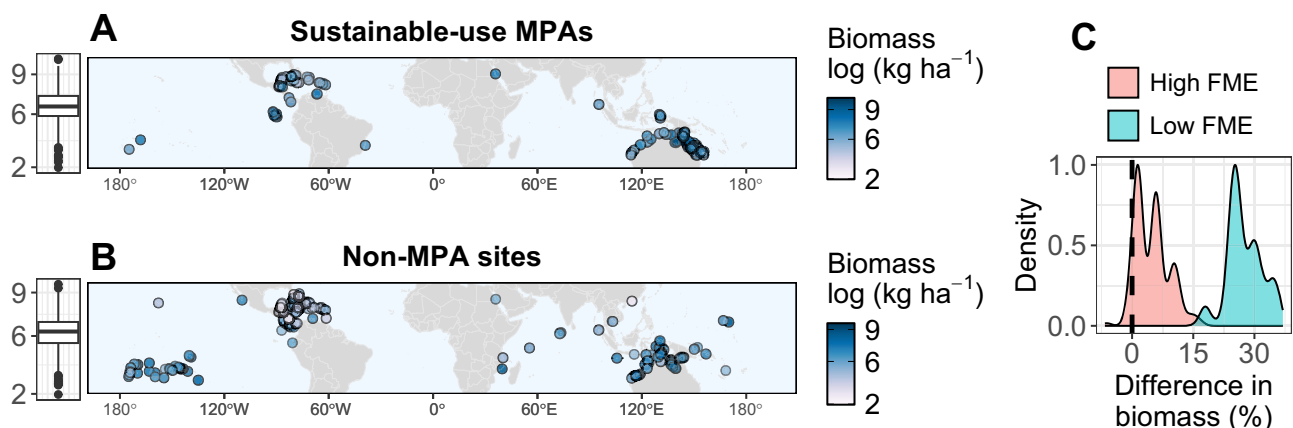 A
Sustainable-use MPAs
9
6
2
180° 120°W 60°W 0° 60°E 120°E 180°
Biomass
log (kg ha⁻¹)
9
6
2
B
Non-MPA sites
9
6
2
180° 120°W 60°W 0° 60°E 120°E 180°
Biomass
log (kg ha⁻¹)
9
6
2
C
High FME
Low FME
Density
1.0
0.5
0.0
0 15 30
Difference in
biomass (%)